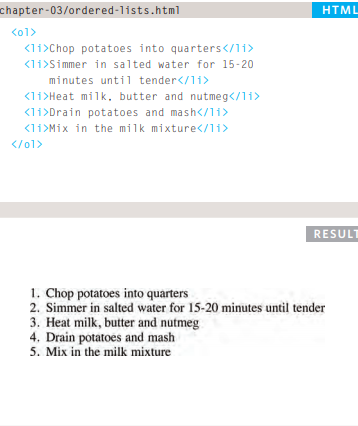 chapter-03/ordered-lists.html HTML
<ol>
<li>Chop potatoes into quarters</li>
<li>Simmer in salted water for 15-20
minutes until tender</li>
<li>Heat milk, butter and nutmeg</li>
<li>Drain potatoes and mash</li>
<li>Mix in the milk mixture</li>
</ol>
RESULT
1. Chop potatoes into quarters
2. Simmer in salted water for 15-20 minutes until tender
3. Heat milk, butter and nutmeg
4. Drain potatoes and mash
5. Mix in the milk mixture